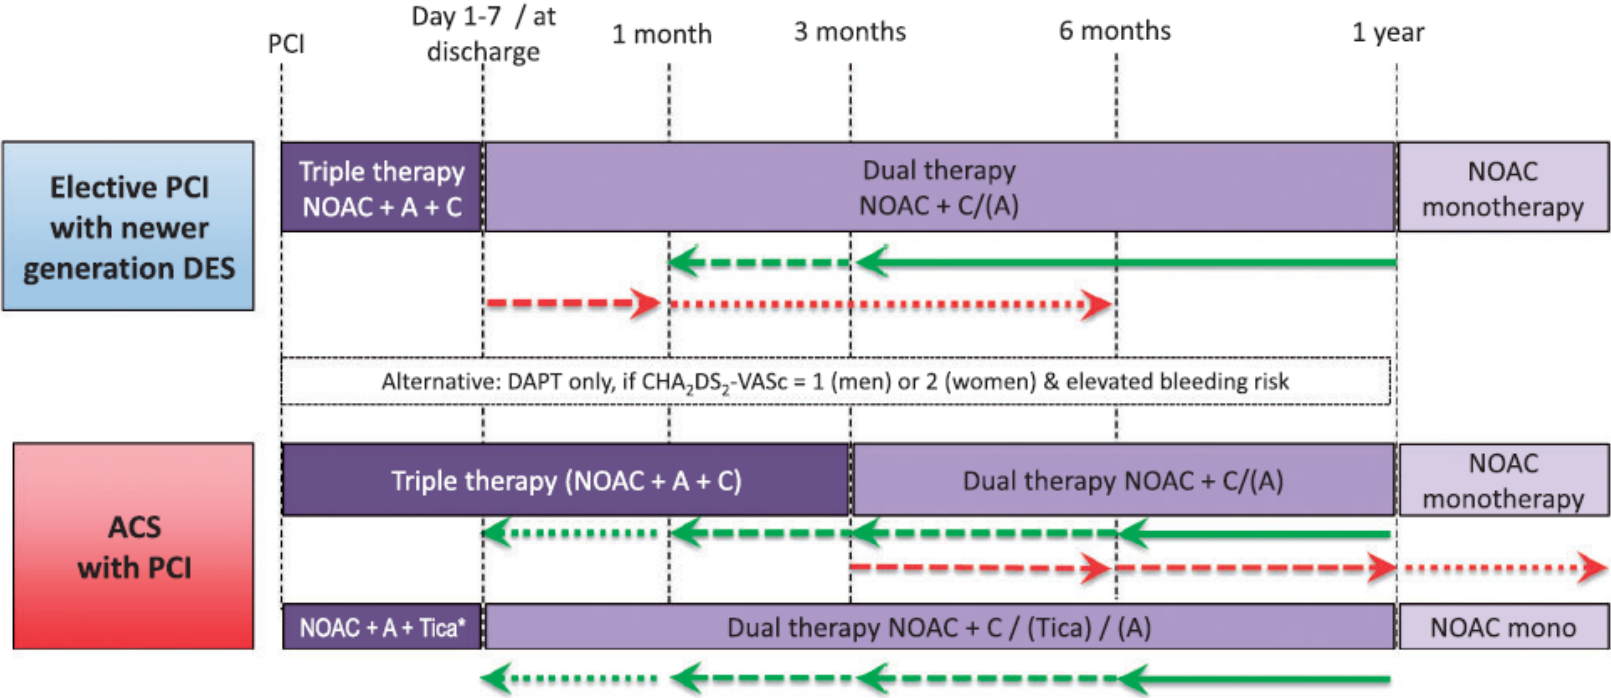 PCI
Day 1-7 / at
discharge
1 month
3 months
6 months
1 year
Elective PCI
with newer
generation DES
Triple therapy
NOAC + A + C
Dual therapy
NOAC + C/(A)
NOAC
monotherapy
Alternative: DAPT only, if CHA2DS2-VASc = 1 (men) or 2 (women) & elevated bleeding risk
ACS
with PCI
Triple therapy (NOAC + A + C)
Dual therapy NOAC + C/(A)
NOAC
monotherapy
NOAC + A + Tica*
Dual therapy NOAC + C / (Tica) / (A)
NOAC mono